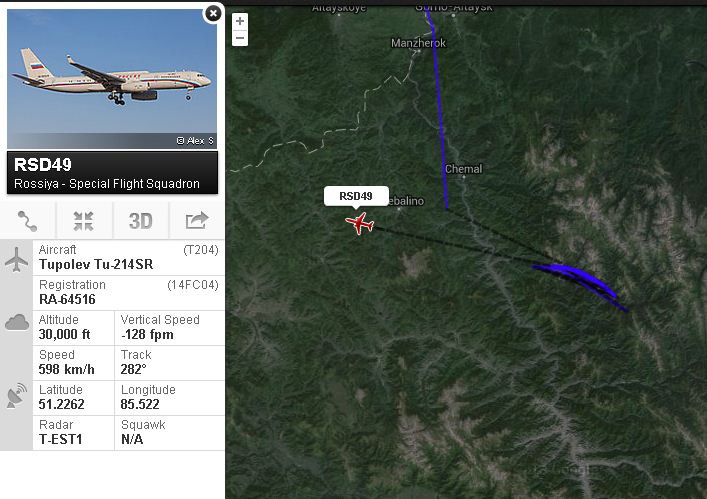 © Alex S
RSD49
Rossiya - Special Flight Squadron
3D
Aircraft (T204)
Tupolev Tu-214SR
Registration (14FC04)
RA-64516
Altitude Vertical Speed
30,000 ft -128 fpm
Speed Track
598 km/h 282°
Latitude Longitude
51.2262 85.522
Radar Squawk
T-EST1 N/A
+
-
Altayskoye Gorno-Altaysk
Manzherok
Chemal
RSD49
ebalino